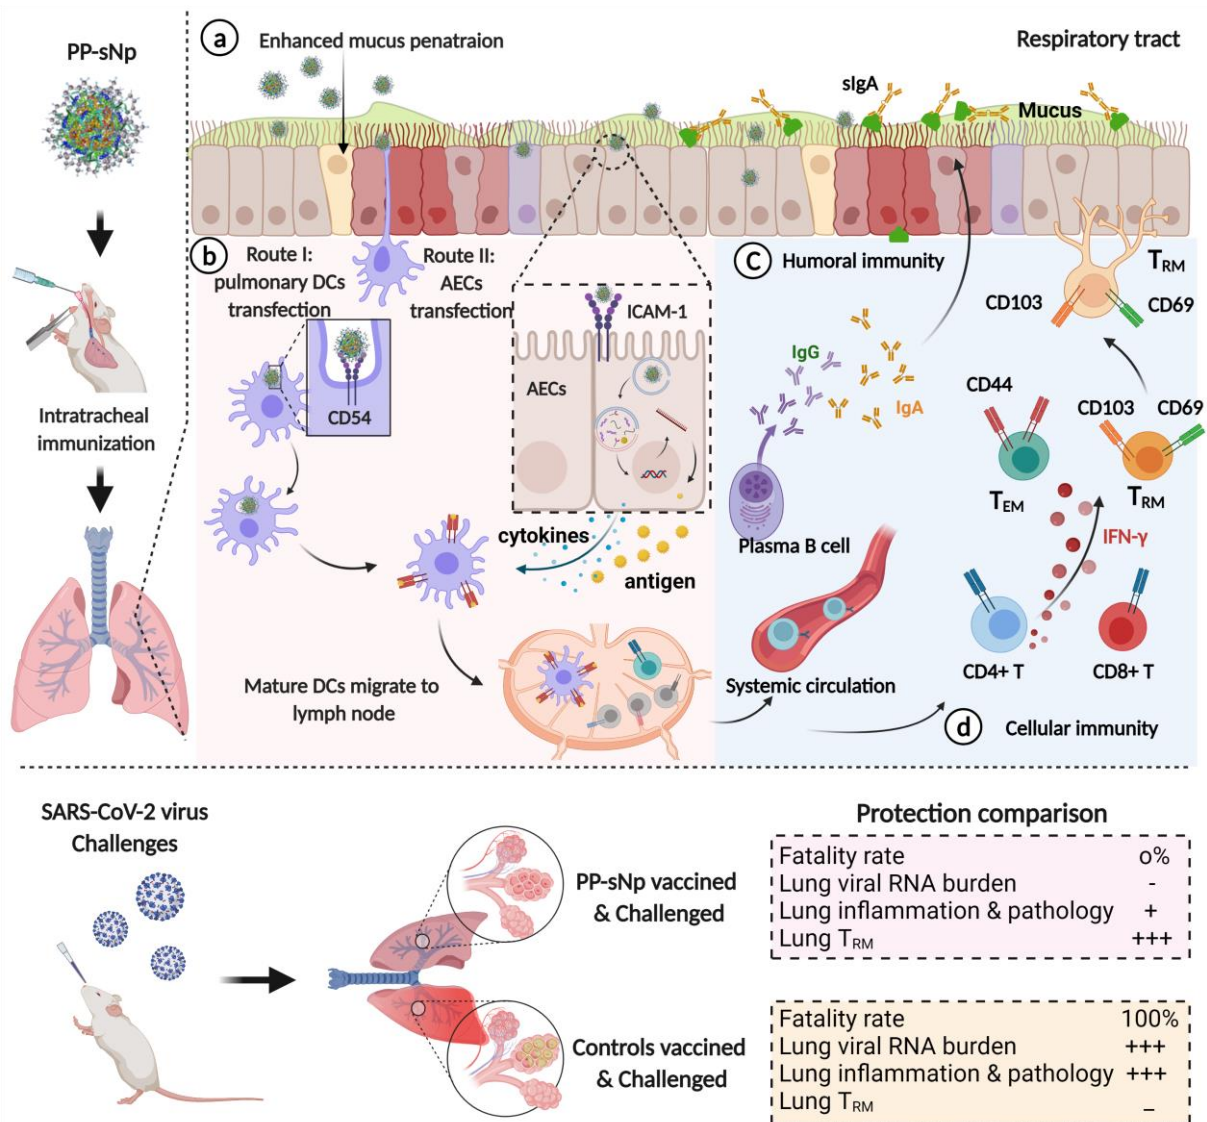 PP-sNp
Intratracheal
immunization
a
Enhanced mucus penatraion
Respiratory tract
sIgA
Mucus
b
Route I:
pulmonary DCs
transfection
Route II:
AECs
transfection
CD54
ICAM-1
AECs
cytokines
antigen
Mature DCs migrate to
lymph node
c
Humoral immunity
IgG
IgA
Plasma B cell
Systemic circulation
TRM
CD103
CD69
CD44
CD103
CD69
TEM
TRM
IFN-γ
CD4+ T
CD8+ T
d
Cellular immunity
SARS-CoV-2 virus
Challenges
PP-sNp vaccined
& Challenged
Controls vaccined
& Challenged
Protection comparison
Fatality rate 0%
Lung viral RNA burden -
Lung inflammation & pathology +
Lung TRM +++
Fatality rate 100%
Lung viral RNA burden +++
Lung inflammation & pathology +++
Lung TRM –